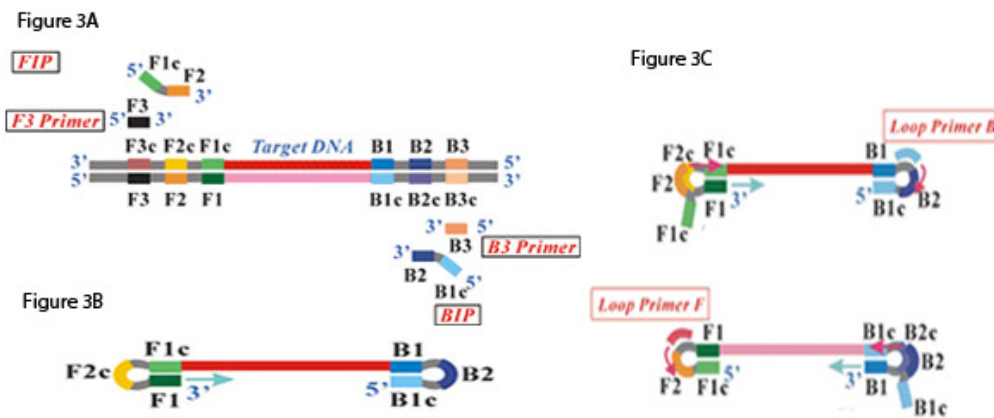 Figure 3A
FIP
5' F1c F2 3'
F3 Primer
5' F3 3'
3' F3c F2c F1c Target DNA B1 B2 B3 5'
5' F3 F2 F1 B1c B2c B3c 3'
3' B3 5'
B3 Primer
3' B2 B1c 5'
BIP
Figure 3B
F2c F1c F1 3' B1 5' B1c B2
Figure 3C
Loop Primer B
F2c F1c B1
F2 F1 3' 5' B1c B2
F1c
Loop Primer F
F1 B1c B2c
F2 F1c 5' 3' B1 B2
B1c